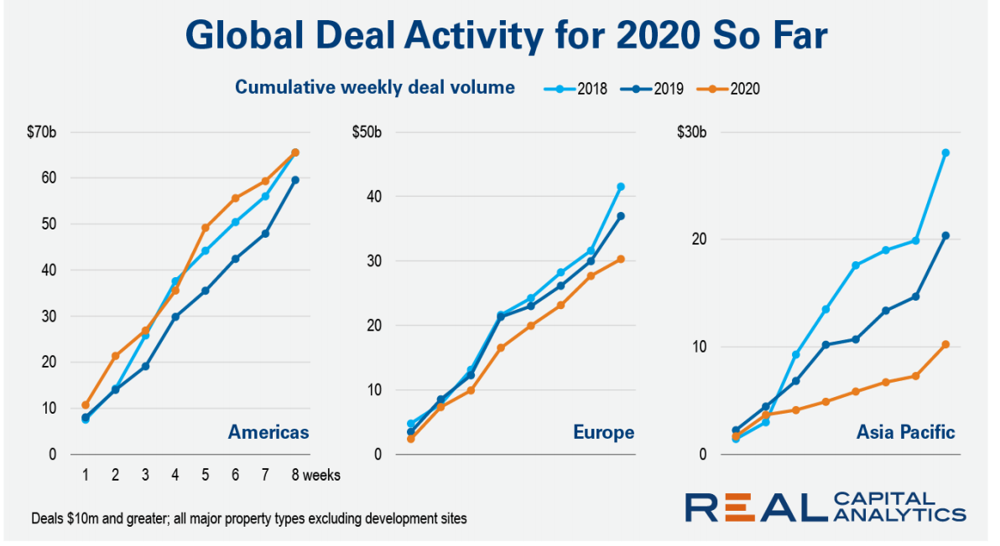 Global Deal Activity for 2020 So Far
Cumulative weekly deal volume 2018 2019 2020
$70b
60
50
40
30
20
10
0
Americas
1 2 3 4 5 6 7 8 weeks
$50b
40
30
20
10
0
Europe
$30b
20
10
0
Asia Pacific
Deals $10m and greater; all major property types excluding development sites
REAL CAPITAL
ANALYTICS